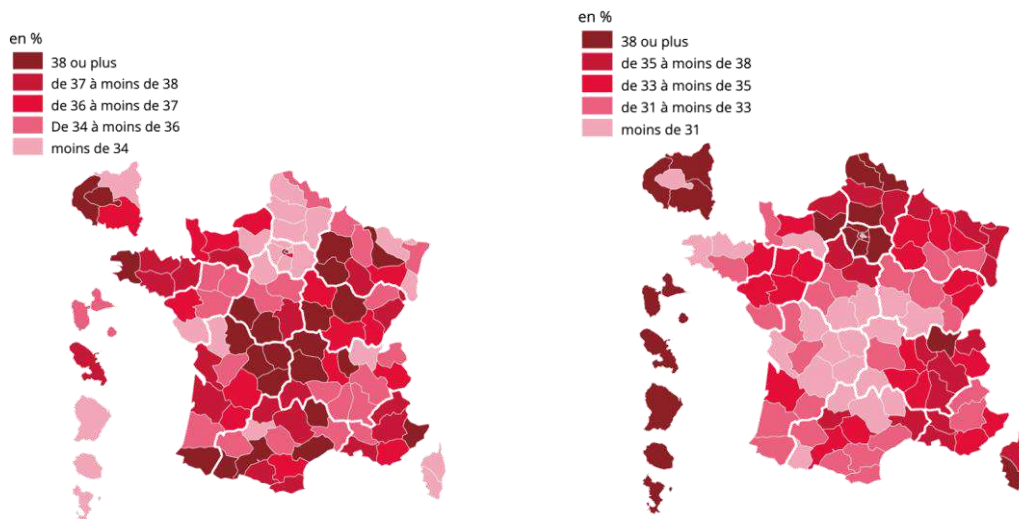 en %
38 ou plus
de 37 à moins de 38
de 36 à moins de 37
De 34 à moins de 36
moins de 34
en %
38 ou plus
de 35 à moins de 38
de 33 à moins de 35
de 31 à moins de 33
moins de 31